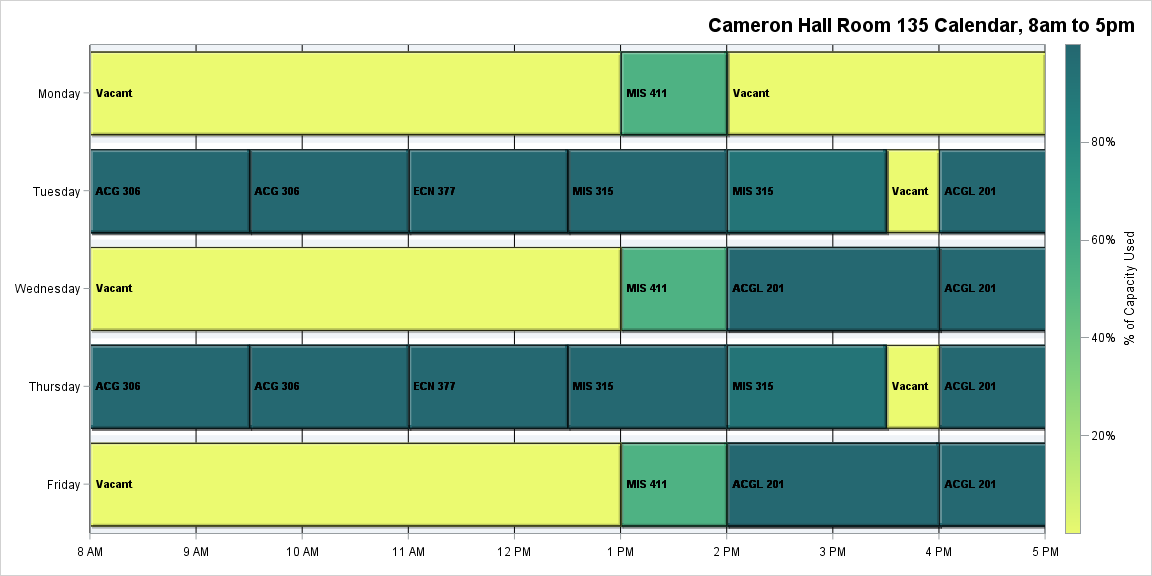 Cameron Hall Room 135 Calendar, 8am to 5pm
Monday
Vacant
MIS 411
Vacant
Tuesday
ACG 306
ACG 306
ECN 377
MIS 315
MIS 315
Vacant
ACGL 201
Wednesday
Vacant
MIS 411
ACGL 201
ACGL 201
Thursday
ACG 306
ACG 306
ECN 377
MIS 315
MIS 315
Vacant
ACGL 201
Friday
Vacant
MIS 411
ACGL 201
ACGL 201
8 AM
9 AM
10 AM
11 AM
12 PM
1 PM
2 PM
3 PM
4 PM
5 PM
80%
60%
40%
20%
% of Capacity Used